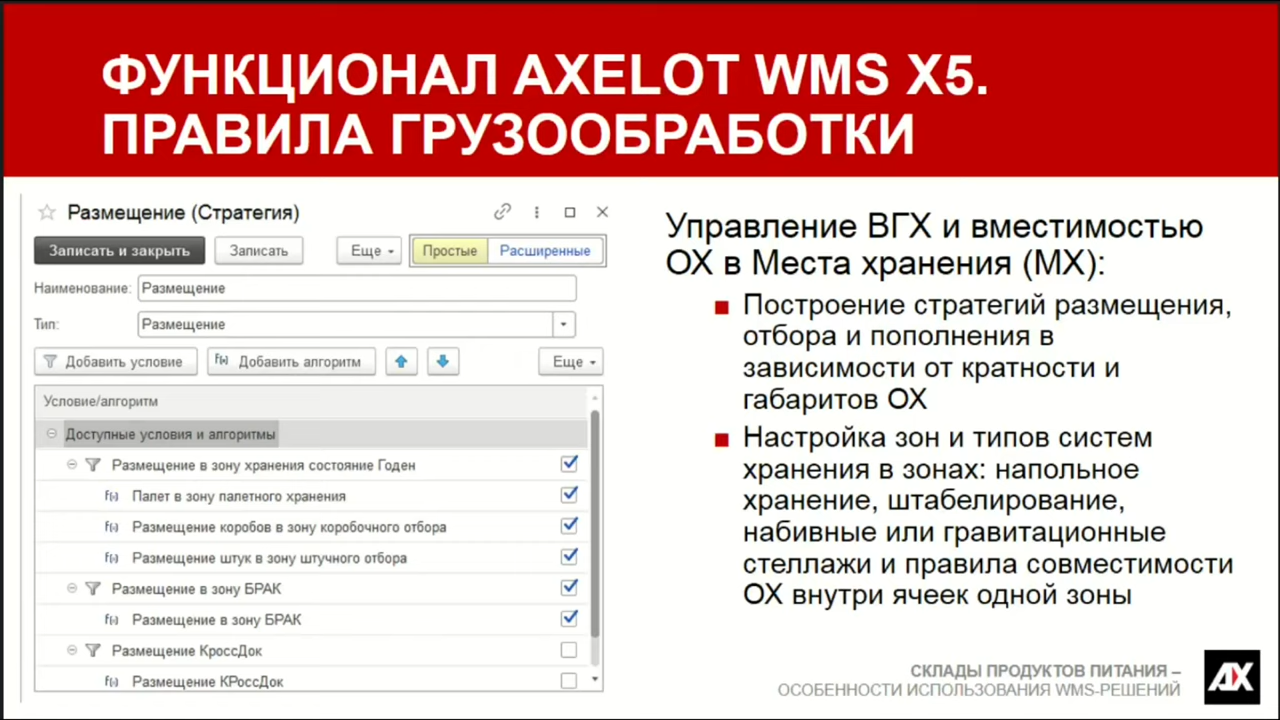 ФУНКЦИОНАЛ AXELOT WMS X5.
ПРАВИЛА ГРУЗООБРАБОТКИ
Размещение (Стратегия)
Записать и закрыть
Записать
Еще
Простые
Расширенные
Наименование:
Размещение
Тип:
Размещение
Добавить условие
f(x) Добавить алгоритм
Еще
Условие/алгоритм
Доступные условия и алгоритмы
Размещение в зону хранения состояние Годен
f(x) Палет в зону палетного хранения
f(x) Размещение коробов в зону коробочного отбора
f(x) Размещение штук в зону штучного отбора
Размещение в зону БРАК
f(x) Размещение в зону БРАК
Размещение КроссДок
f(x) Размещение КРоссДок
Управление ВГХ и вместимостью
ОХ в Места хранения (МХ):
Построение стратегий размещения,
отбора и пополнения в
зависимости от кратности и
габаритов ОХ
Настройка зон и типов систем
хранения в зонах: напольное
хранение, штабелирование,
набивные или гравитационные
стеллажи и правила совместимости
ОХ внутри ячеек одной зоны
СКЛАДЫ ПРОДУКТОВ ПИТАНИЯ –
ОСОБЕННОСТИ ИСПОЛЬЗОВАНИЯ WMS-РЕШЕНИЙ
AX